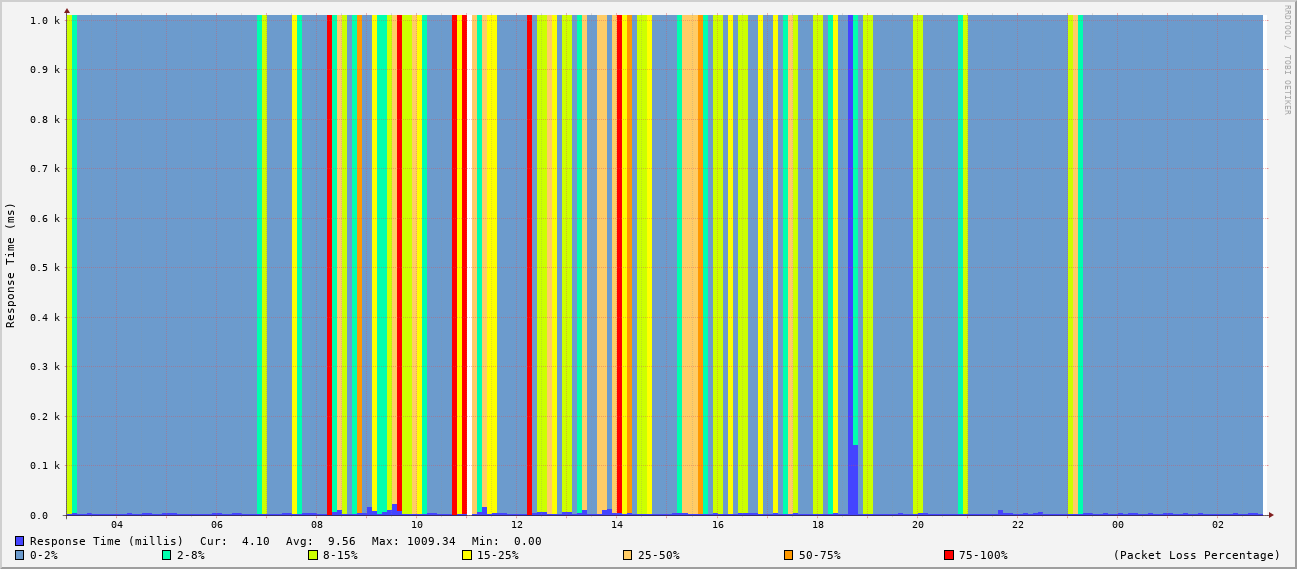 RRDTOOL / TOBI OETIKER
Response Time (ms)
1.0 k
0.9 k
0.8 k
0.7 k
0.6 k
0.5 k
0.4 k
0.3 k
0.2 k
0.1 k
0.0
04 06 08 10 12 14 16 18 20 22 00 02
Response Time (millis) Cur: 4.10 Avg: 9.56 Max: 1009.34 Min: 0.00
0-2% 2-8% 8-15% 15-25% 25-50% 50-75% 75-100% (Packet Loss Percentage)